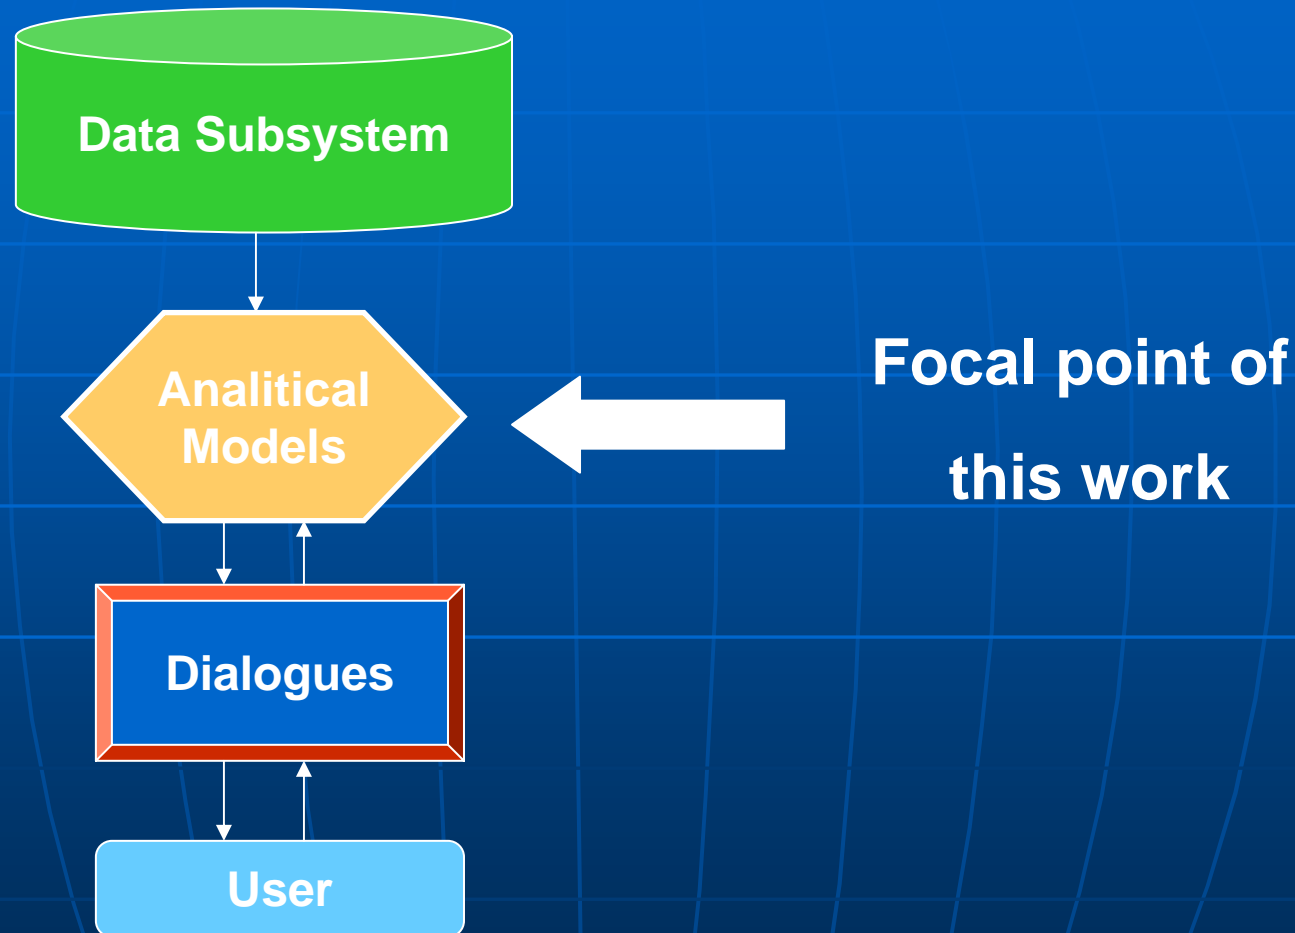 Data Subsystem
Analitical
Models
Focal point of
this work
Dialogues
User